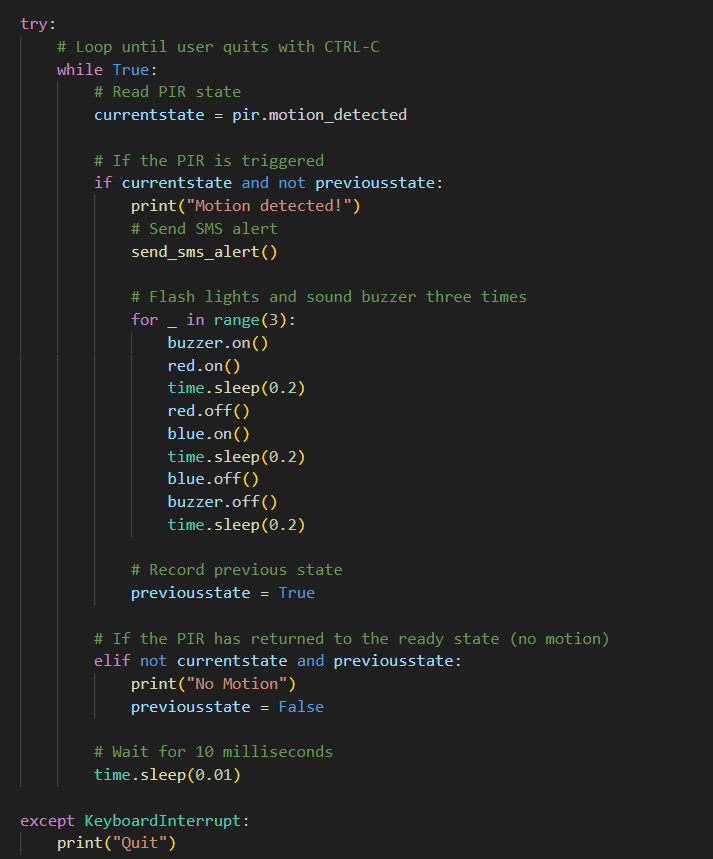 try:
    # Loop until user quits with CTRL-C
    while True:
        # Read PIR state
        currentstate = pir.motion_detected

        # If the PIR is triggered
        if currentstate and not previousstate:
            print("Motion detected!")
            # Send SMS alert
            send_sms_alert()

            # Flash lights and sound buzzer three times
            for _ in range(3):
                buzzer.on()
                red.on()
                time.sleep(0.2)
                red.off()
                blue.on()
                time.sleep(0.2)
                blue.off()
                buzzer.off()
                time.sleep(0.2)

            # Record previous state
            previousstate = True

        # If the PIR has returned to the ready state (no motion)
        elif not currentstate and previousstate:
            print("No Motion")
            previousstate = False

        # Wait for 10 milliseconds
        time.sleep(0.01)

except KeyboardInterrupt:
    print("Quit")